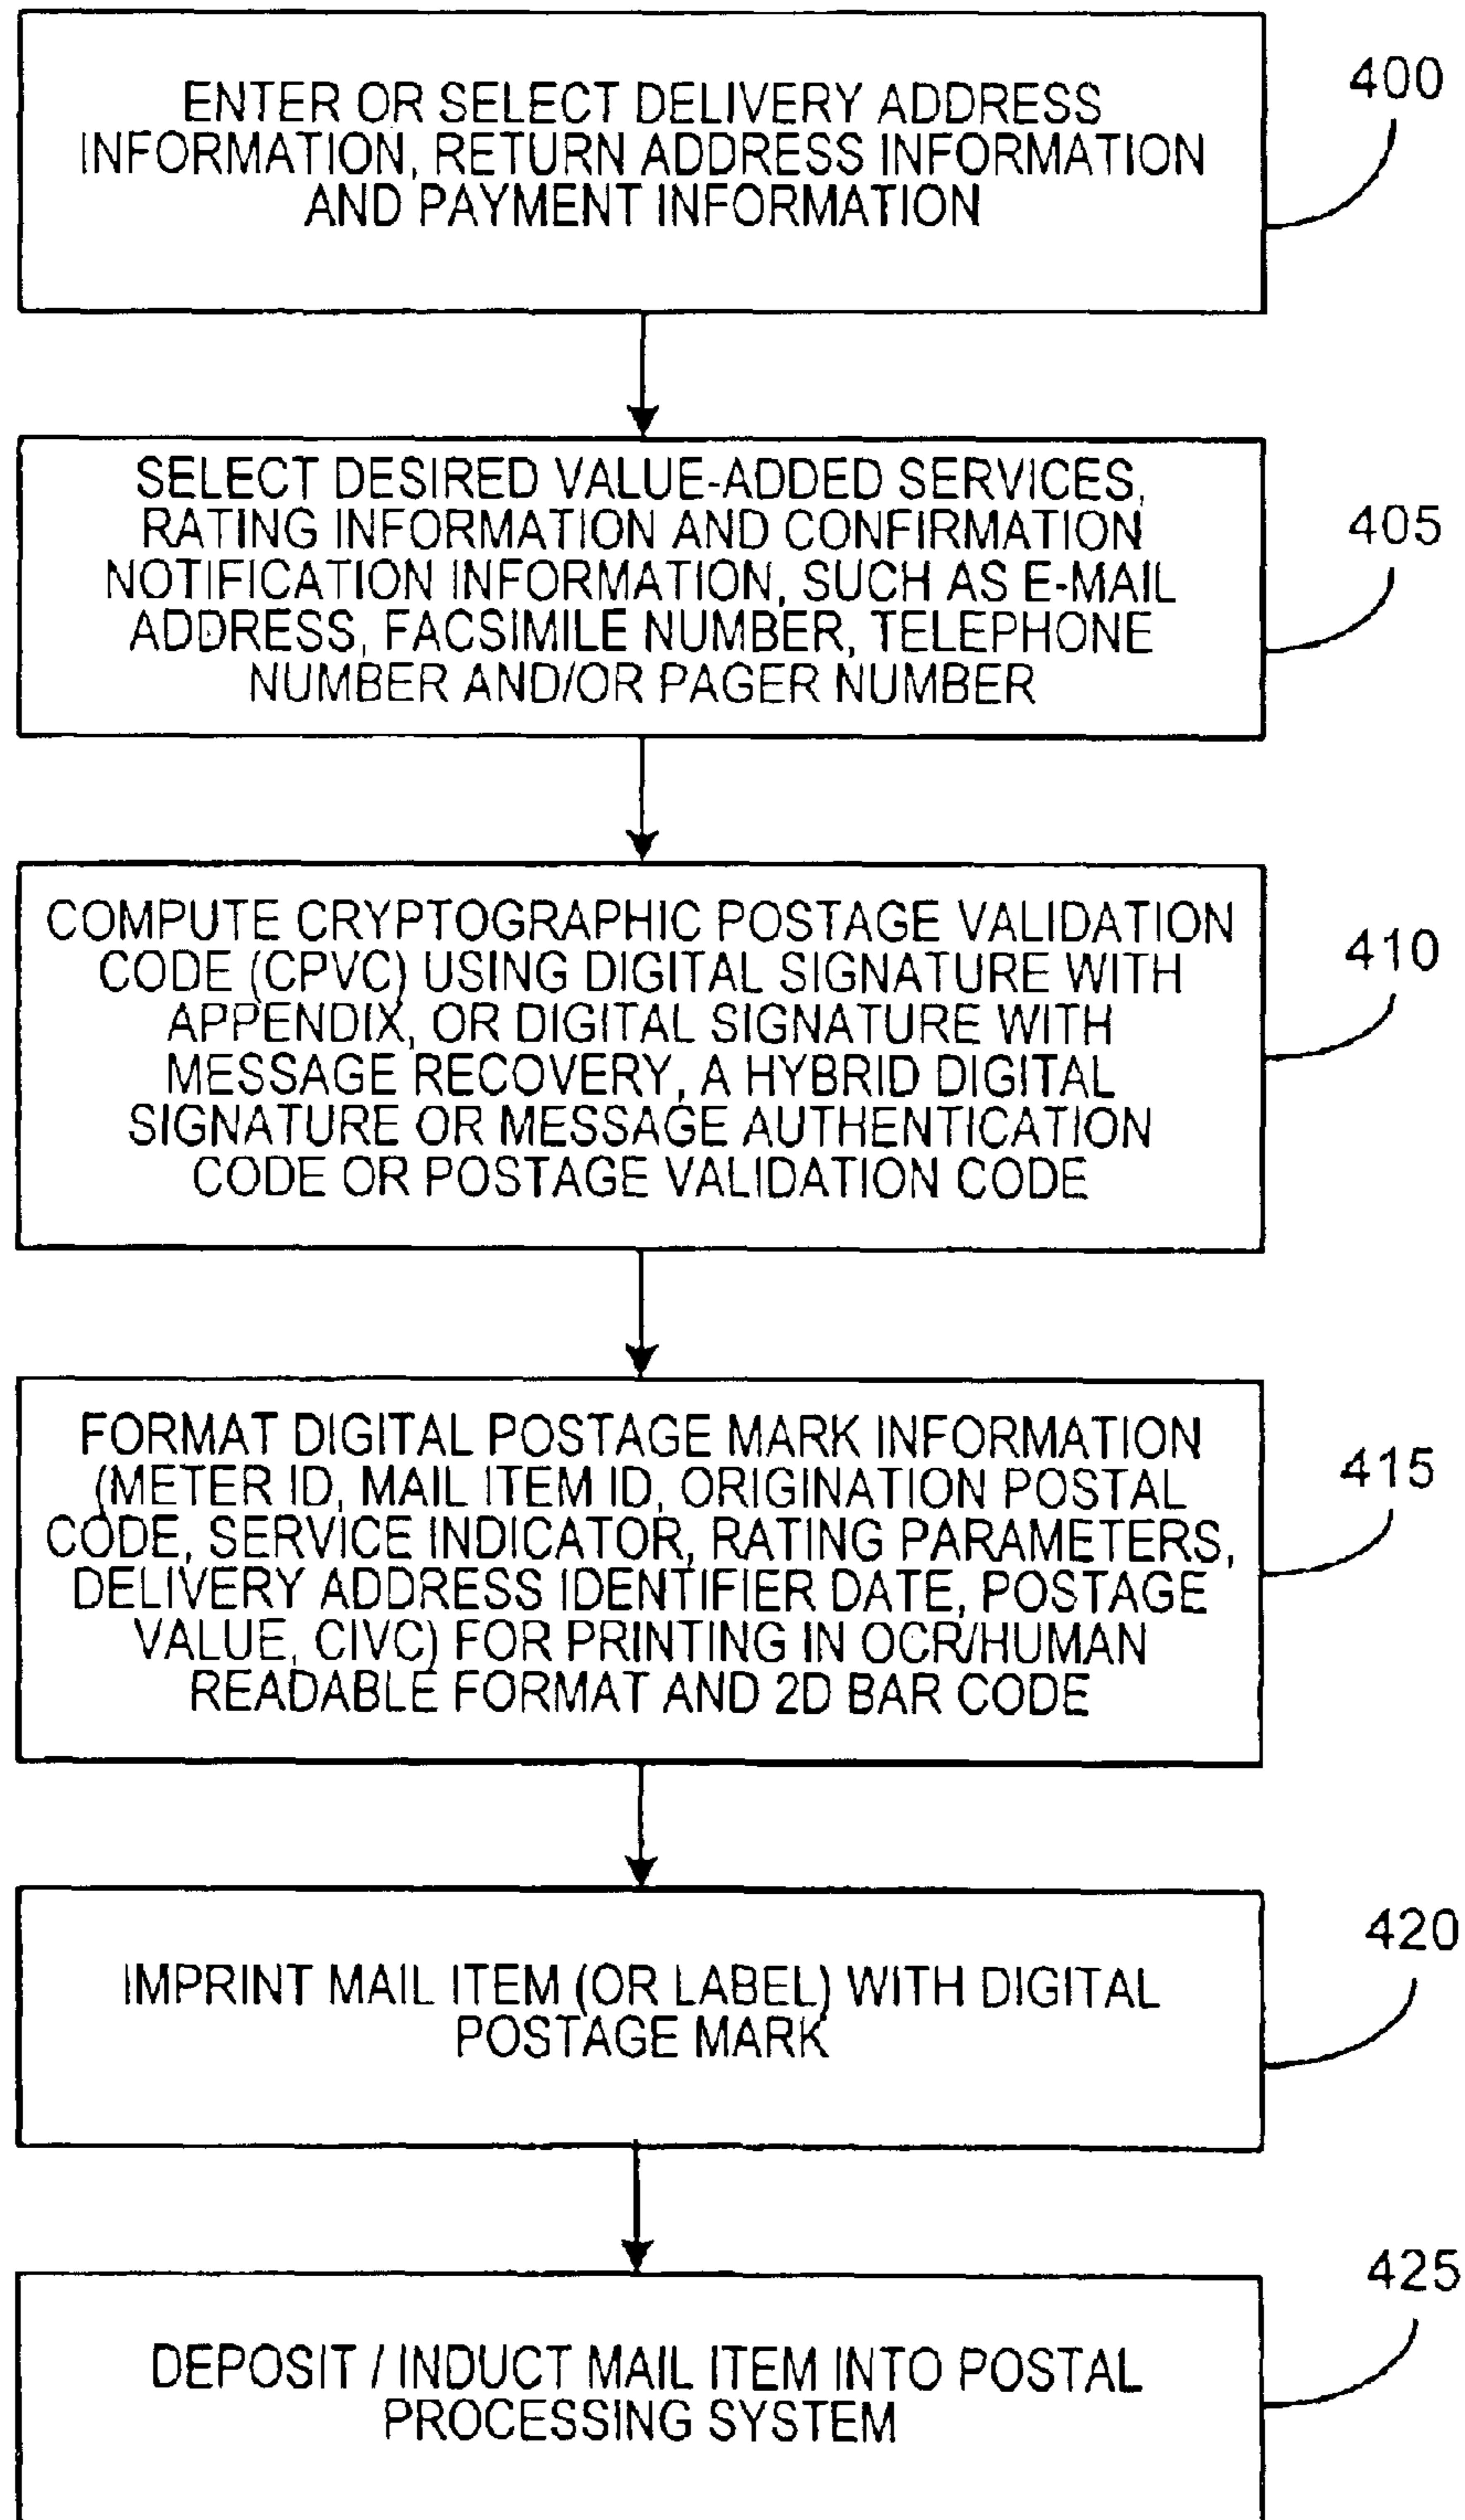 ENTER OR SELECT DELIVERY ADDRESS
INFORMATION, RETURN ADDRESS INFORMATION
AND PAYMENT INFORMATION
400
SELECT DESIRED VALUE-ADDED SERVICES,
RATING INFORMATION AND CONFIRMATION
NOTIFICATION INFORMATION, SUCH AS E-MAIL
ADDRESS, FACSIMILE NUMBER, TELEPHONE
NUMBER AND/OR PAGER NUMBER
405
COMPUTE CRYPTOGRAPHIC POSTAGE VALIDATION
CODE (CPVC) USING DIGITAL SIGNATURE WITH
APPENDIX, OR DIGITAL SIGNATURE WITH
MESSAGE RECOVERY, A HYBRID DIGITAL
SIGNATURE OR MESSAGE AUTHENTICATION
CODE OR POSTAGE VALIDATION CODE
410
FORMAT DIGITAL POSTAGE MARK INFORMATION
(METER ID, MAIL ITEM ID, ORIGINATION POSTAL
CODE, SERVICE INDICATOR, RATING PARAMETERS,
DELIVERY ADDRESS IDENTIFIER DATE, POSTAGE
VALUE, CIVC) FOR PRINTING IN OCR/HUMAN
READABLE FORMAT AND 2D BAR CODE
415
IMPRINT MAIL ITEM (OR LABEL) WITH DIGITAL
POSTAGE MARK
420
DEPOSIT / INDUCT MAIL ITEM INTO POSTAL
PROCESSING SYSTEM
425